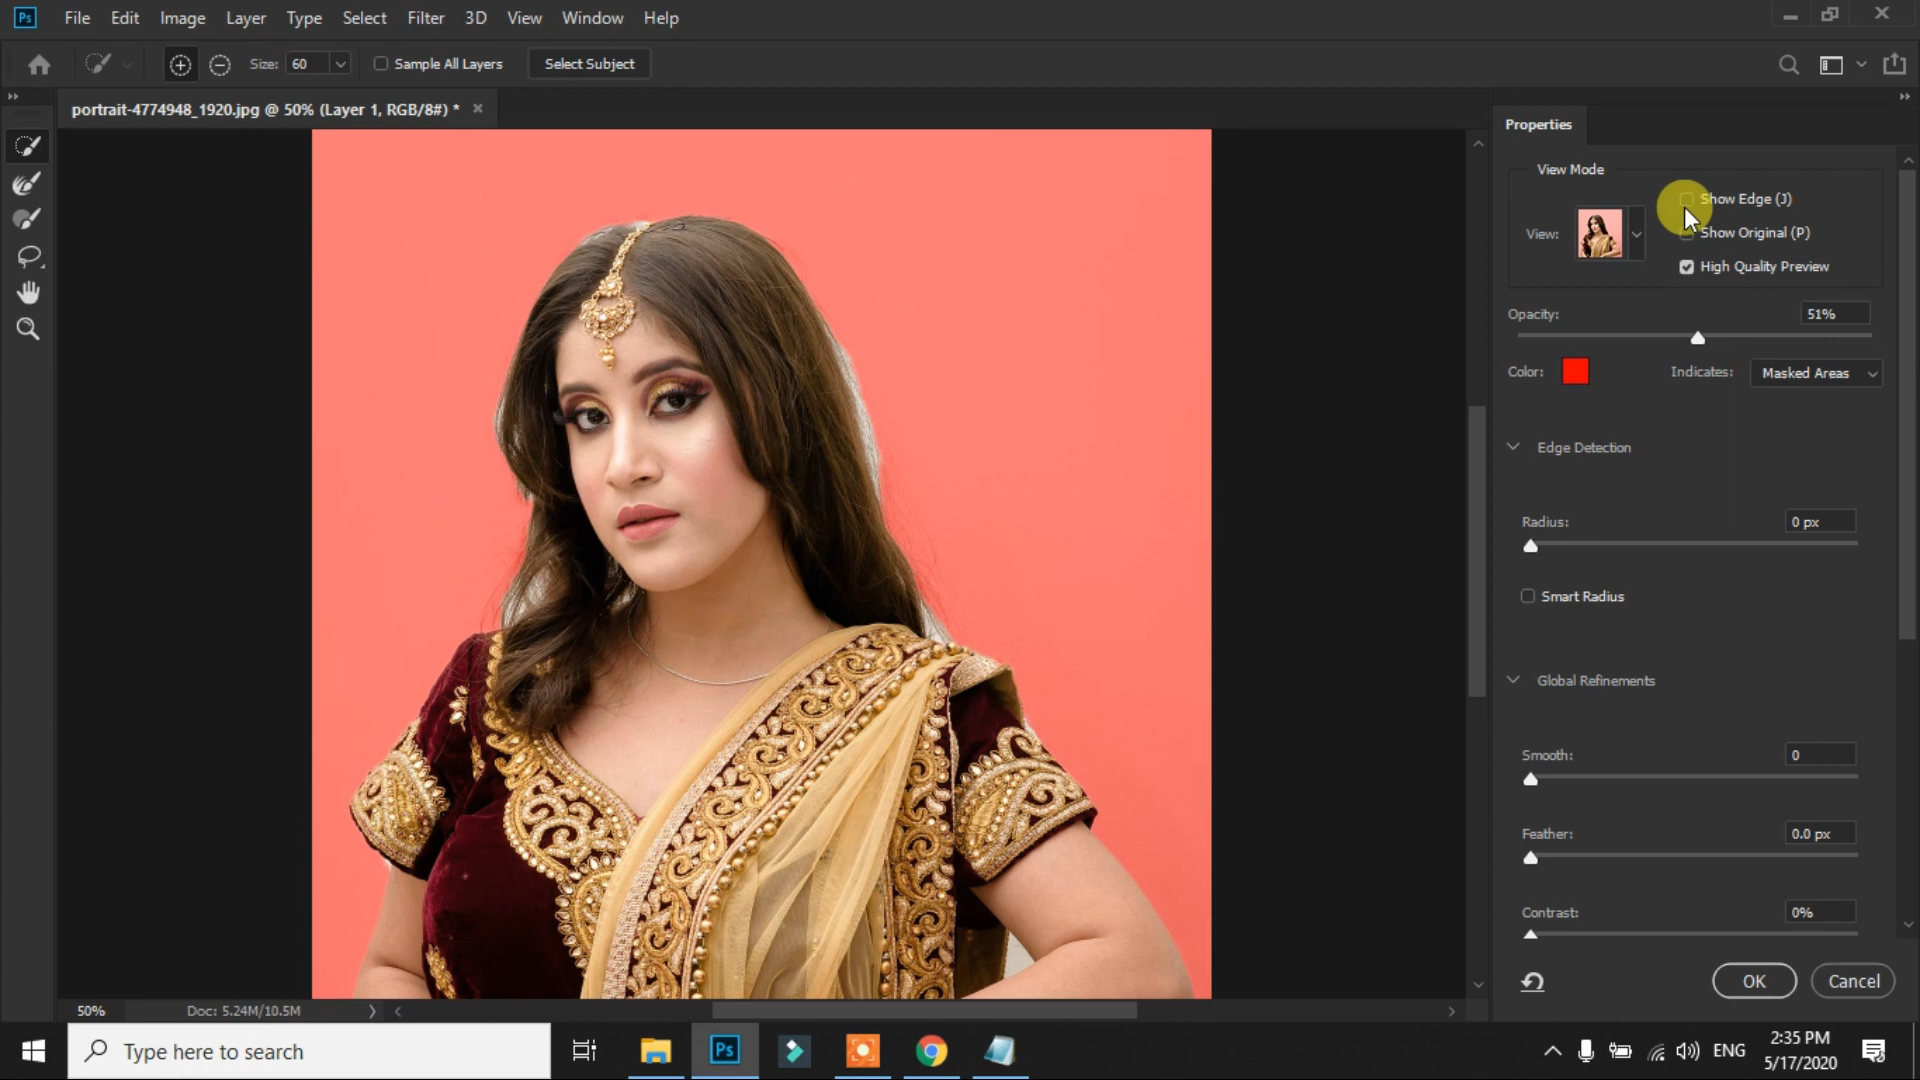 Ps File Edit Image Layer Type Select Filter 3D View Window Help
Size: 60 Sample All Layers Select Subject
portrait-4774948_1920.jpg @ 50% (Layer 1, RGB/8#) *
Properties
View Mode
Show Edge (J)
View:
Show Original (P)
High Quality Preview
Opacity: 51%
Color: Indicates: Masked Areas
Edge Detection
Radius: 0 px
Smart Radius
Global Refinements
Smooth: 0
Feather: 0.0 px
Contrast: 0%
OK Cancel
50% Doc: 5.24M/10.5M
Type here to search
Ps
ENG
2:35 PM
5/17/2020